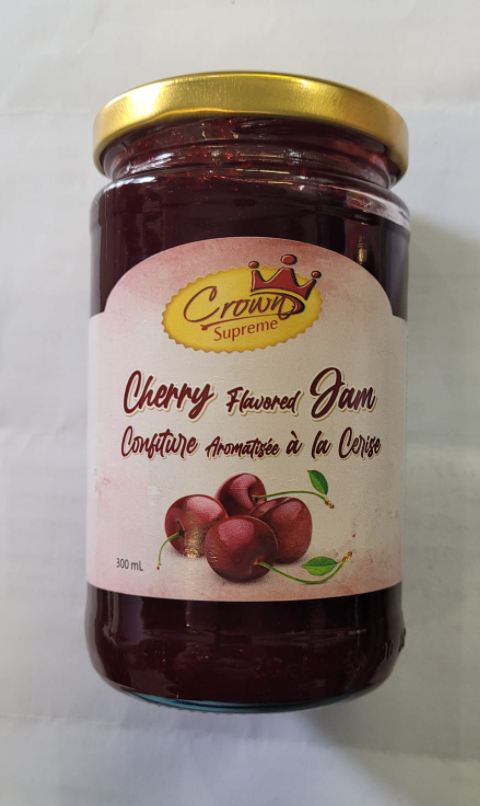 Crown
Supreme
Cherry Flavored Jam
Confiture Aromatisée à la Cerise
300 mL